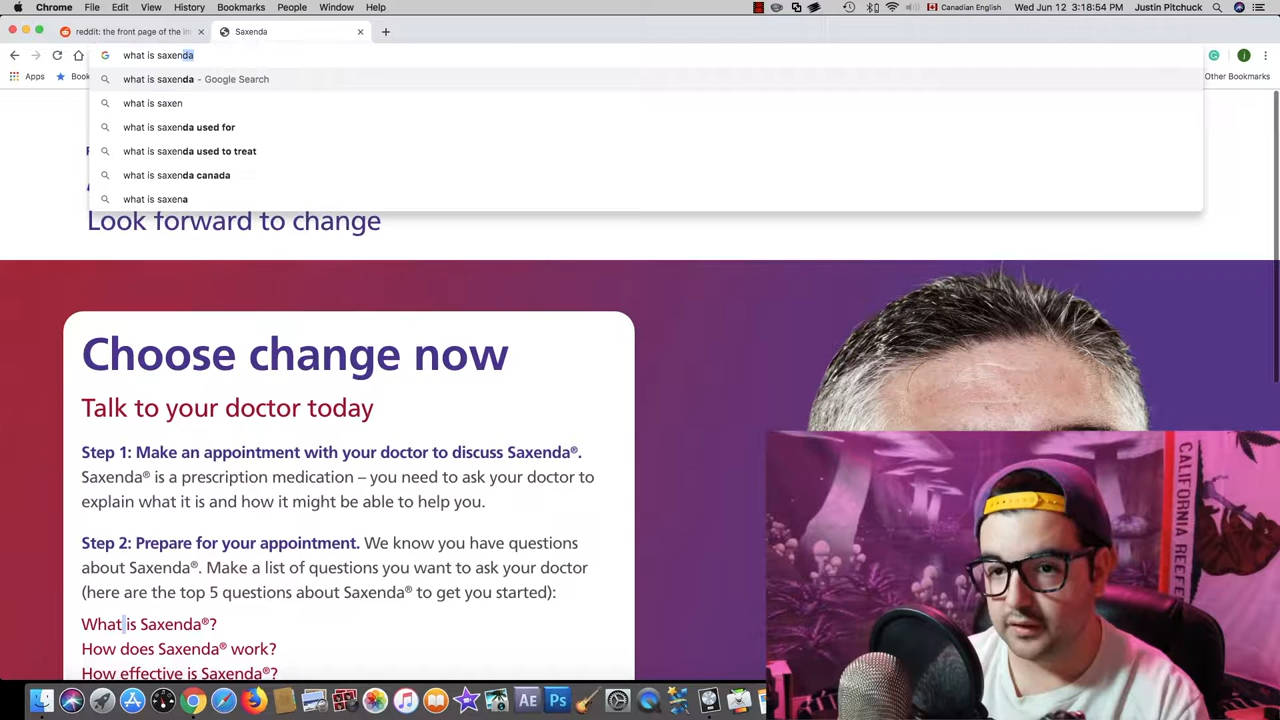 Chrome File Edit View History Bookmarks People Window Help
Canadian English Wed Jun 12 3:18:54 PM Justin Pitchuck
reddit: the front page of the in
Saxenda
what is saxenda
Apps
Book
Other Bookmarks
what is saxenda - Google Search
what is saxen
what is saxenda used for
what is saxenda used to treat
what is saxenda canada
what is saxena
Look forward to change
Choose change now
Talk to your doctor today
Step 1: Make an appointment with your doctor to discuss Saxenda®.
Saxenda® is a prescription medication – you need to ask your doctor to
explain what it is and how it might be able to help you.
Step 2: Prepare for your appointment. We know you have questions
about Saxenda®. Make a list of questions you want to ask your doctor
(here are the top 5 questions about Saxenda® to get you started):
What is Saxenda®?
How does Saxenda® work?
How effective is Saxenda®?
CALIFORNIA REEFE
AE
Ps